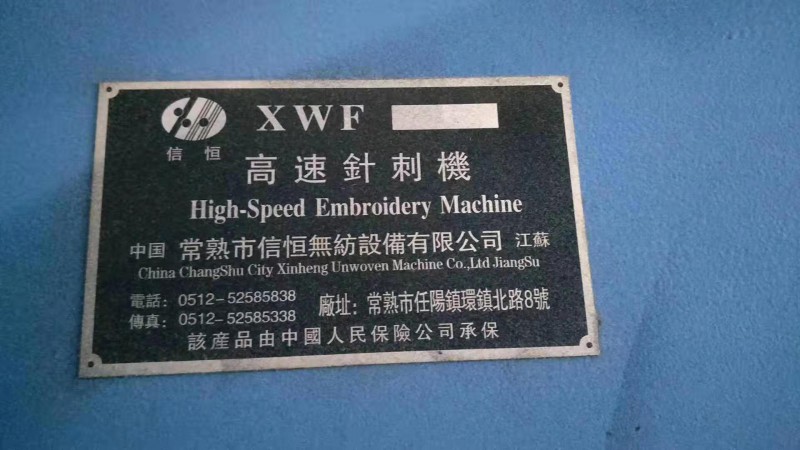 XWF
信恒
高速針刺機
High-Speed Embroidery Machine
中国 常熟市信恒無紡設備有限公司 江蘇
China ChangShu City Xinheng Unwoven Machine Co.,Ltd JiangSu
電話: 0512-52585838
傳真: 0512-52585338
廠址: 常熟市任陽鎮環鎮北路8號
該産品由中國人民保險公司承保